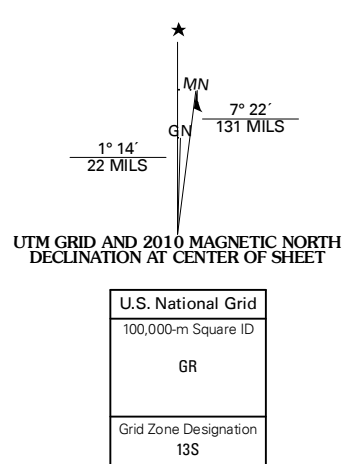 ★
MN
GN
7° 22´
131 MILS
1° 14´
22 MILS
UTM GRID AND 2010 MAGNETIC NORTH
DECLINATION AT CENTER OF SHEET
U.S. National Grid
100,000-m Square ID
GR
Grid Zone Designation
13S